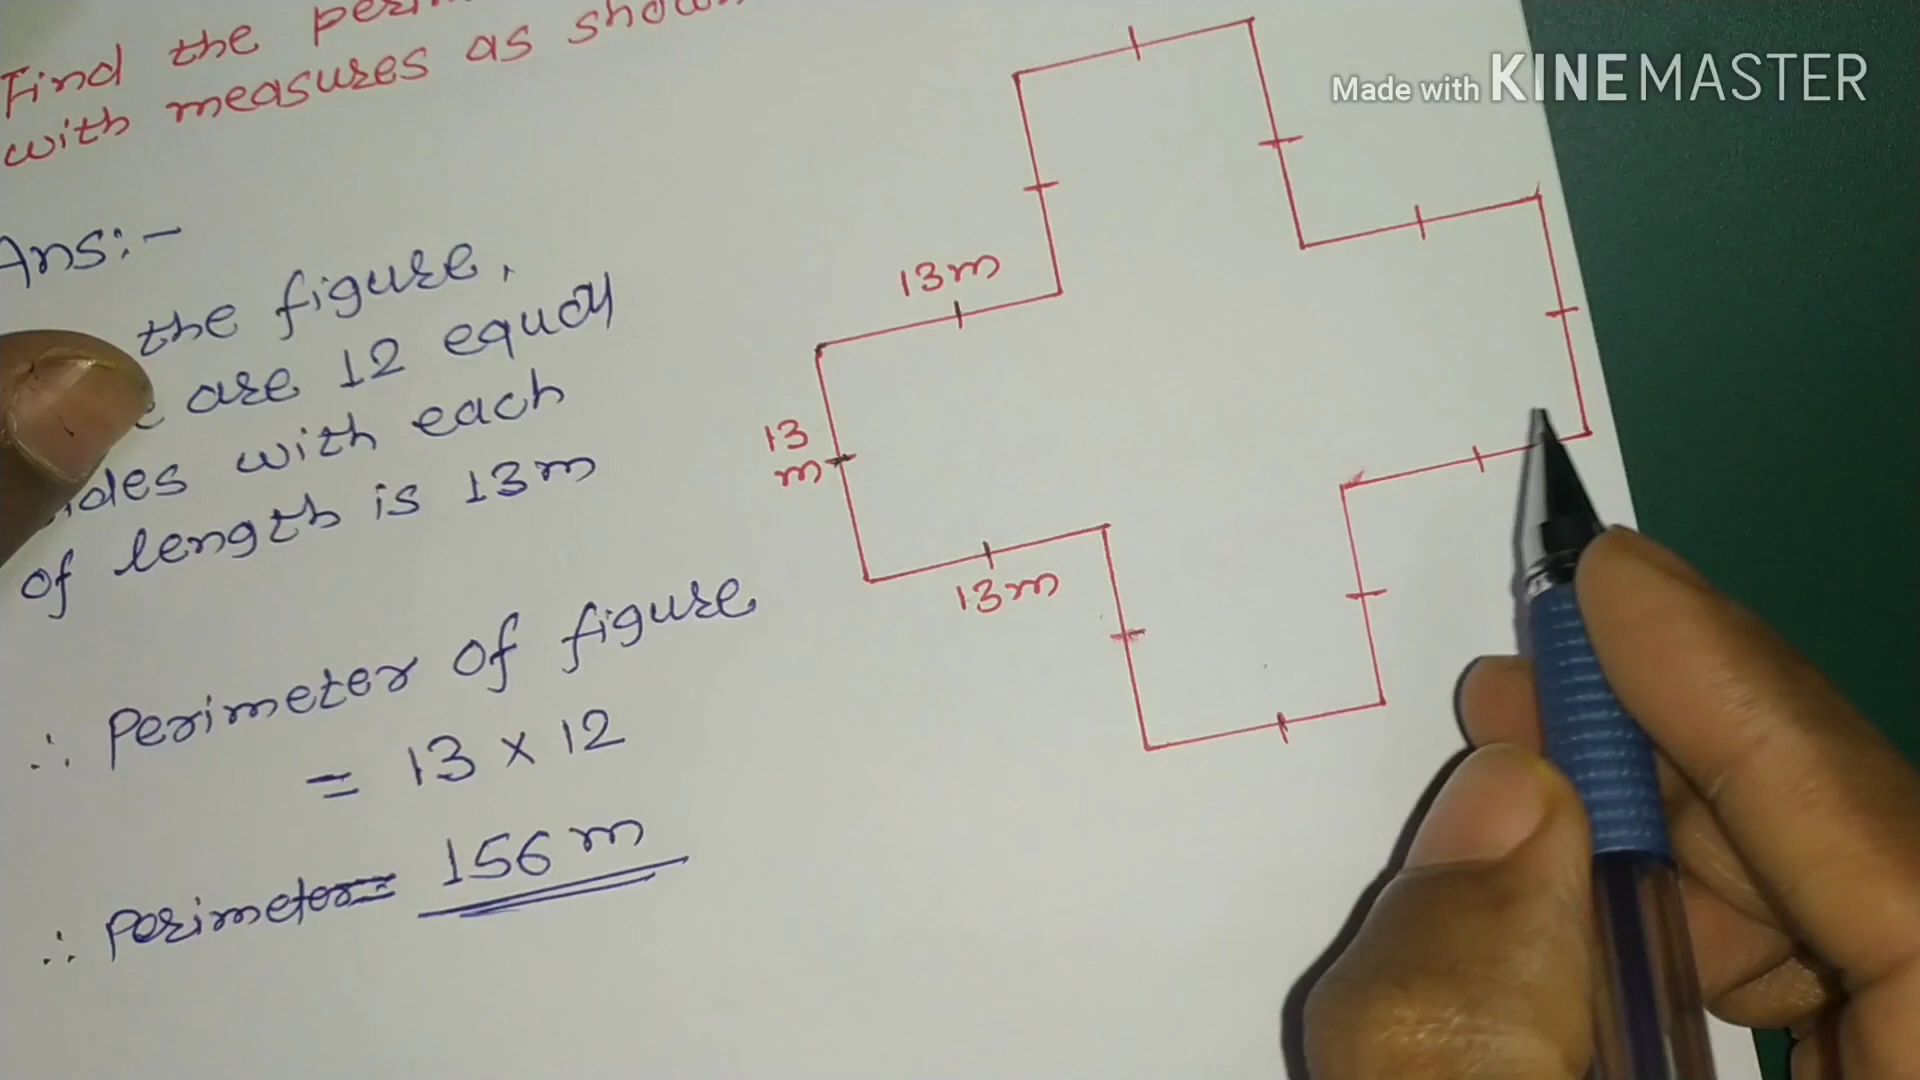 Find the
with measures as
Ans:-
the figure,
are 12 equal
with each
of length is 13m
∴ Perimeter of figure
= 13 × 12
∴ Perimeter = 156 m
13m
13
m
13m
Made with KINEMASTER